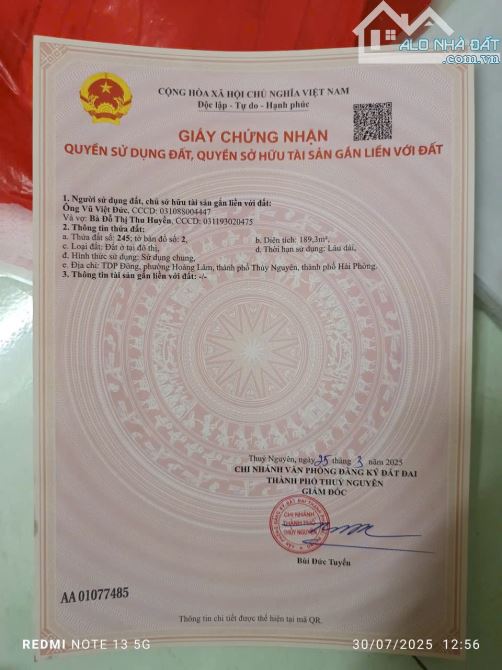 ALO NHÀ ĐẤT
.com.vn
CỘNG HÒA XÃ HỘI CHỦ NGHĨA VIỆT NAM
Độc lập - Tự do - Hạnh phúc
GIẤY CHỨNG NHẬN
QUYỀN SỬ DỤNG ĐẤT, QUYỀN SỞ HỮU TÀI SẢN GẮN LIỀN VỚI ĐẤT
1. Người sử dụng đất, chủ sở hữu tài sản gắn liền với đất:
Ông Vũ Việt Đức, CCCD: 031088004447
Và vợ: Bà Đỗ Thị Thu Huyền, CCCD: 031193020475
2. Thông tin thửa đất:
a. Thửa đất số: 245; tờ bản đồ số: 2, b. Diện tích: 189,3m²,
c. Loại đất: Đất ở tại đô thị, d. Thời hạn sử dụng: Lâu dài,
đ. Hình thức sử dụng: Sử dụng chung,
e. Địa chỉ: TDP Đông, phường Hoàng Lâm, thành phố Thủy Nguyên, thành phố Hải Phòng.
3. Thông tin tài sản gắn liền với đất: -/-
Thuỷ Nguyên, ngày 25 tháng 3 năm 2025
CHI NHÁNH VĂN PHÒNG ĐĂNG KÝ ĐẤT ĐAI
THÀNH PHỐ THUỶ NGUYÊN
GIÁM ĐỐC
CHI NHÁNH
THÀNH PHỐ
THỦY NGUYÊN
Bùi Đức Tuyển
AA 01077485
Thông tin chi tiết được thể hiện tại mã QR.
REDMI NOTE 13 5G 30/07/2025 12:56